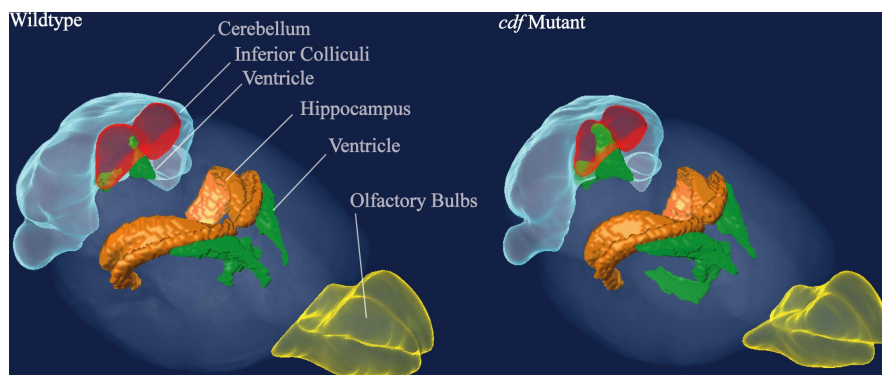 Wildtype
cdf Mutant
Cerebellum
Inferior Colliculi
Ventricle
Hippocampus
Ventricle
Olfactory Bulbs